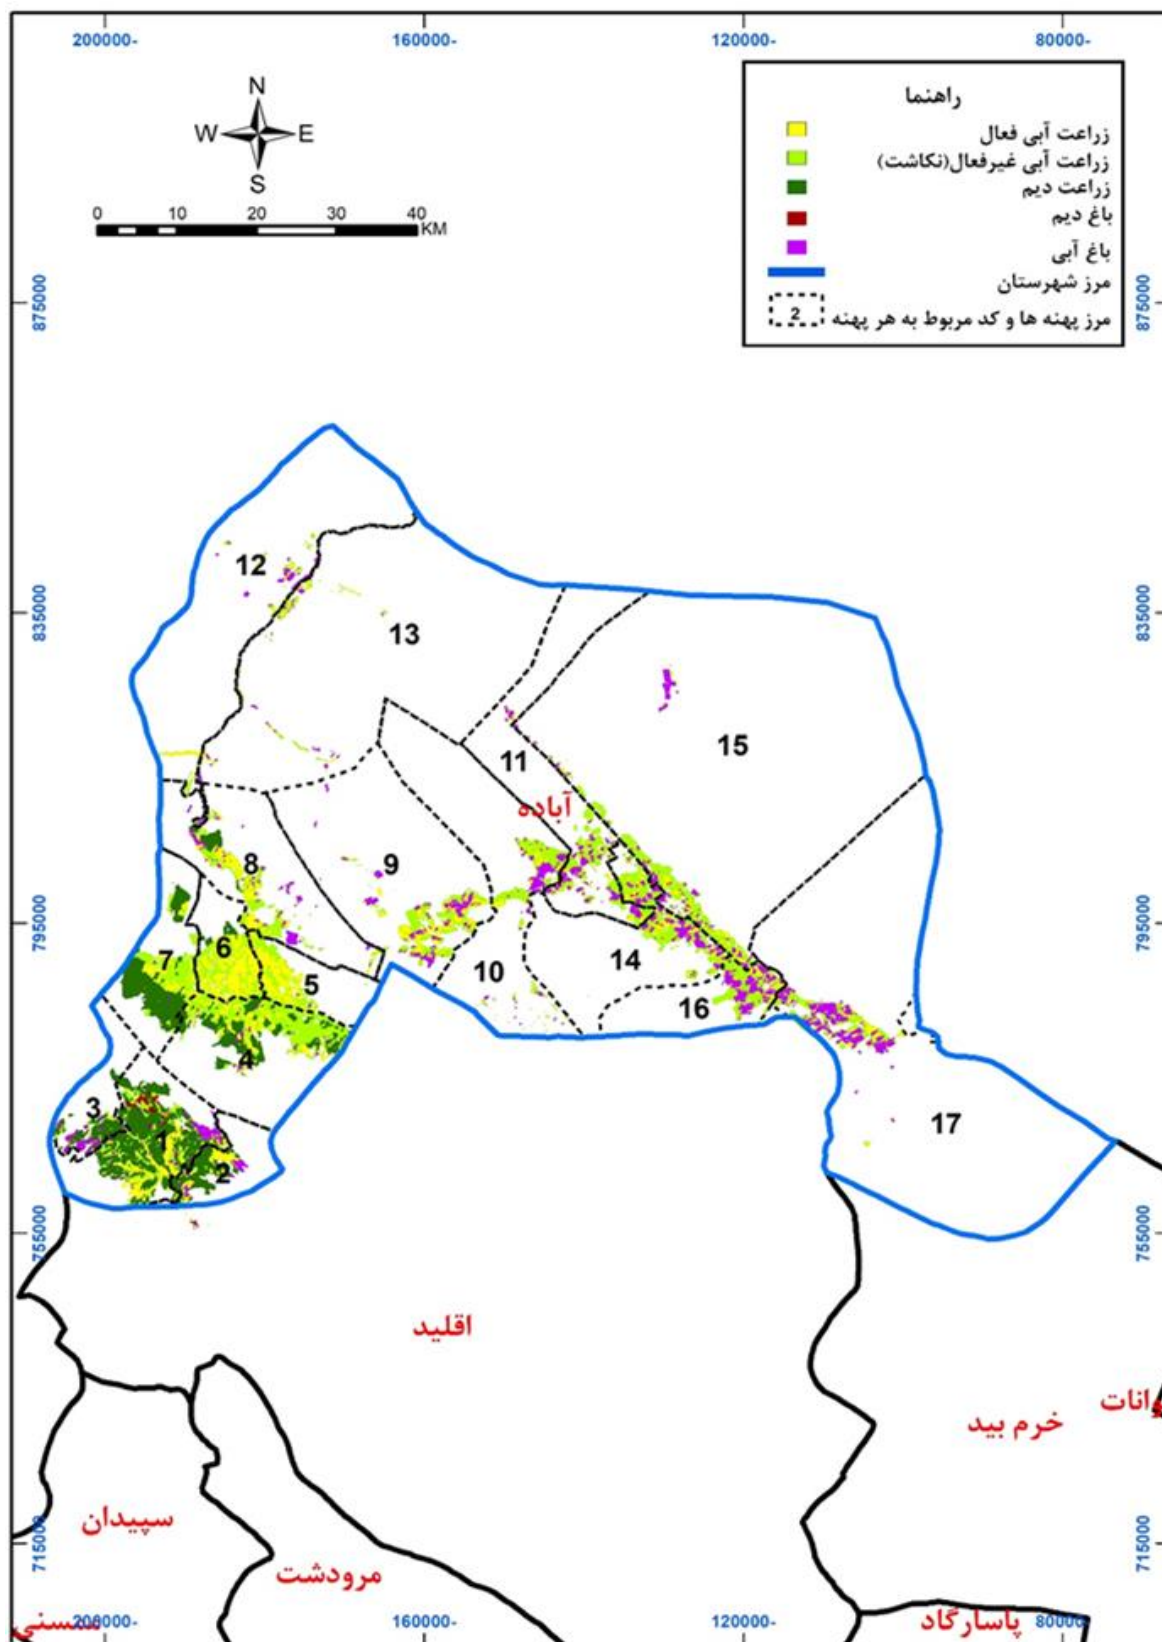 200000-
160000-
120000-
80000-
N
W
E
S
0 10 20 30 40
KM
راهنما
زراعت آبی فعال
زراعت آبی غیرفعال(نکاشت)
زراعت دیم
باغ دیم
باغ آبی
مرز شهرستان
مرز پهنه ها و کد مربوط به هر پهنه
2
875000
875000
835000
835000
12
13
15
11
آباده
8
9
795000
795000
6
7
5
10
14
16
4
3
1
2
17
755000
755000
اقلید
خرم بید
سپیدان
715000
715000
مرودشت
پاسارگاد
200000-
160000-
120000-
80000-